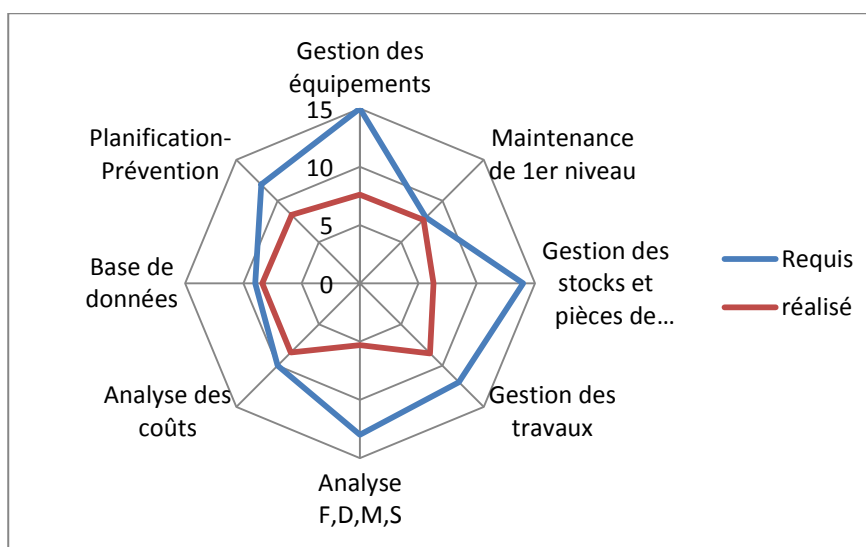 Gestion des
équipements
15
10
5
0
Maintenance
de 1er niveau
Gestion des
stocks et
pièces de…
Gestion des
travaux
Analyse
F,D,M,S
Analyse des
coûts
Base de
données
Planification-
Prévention
Requis
réalisé